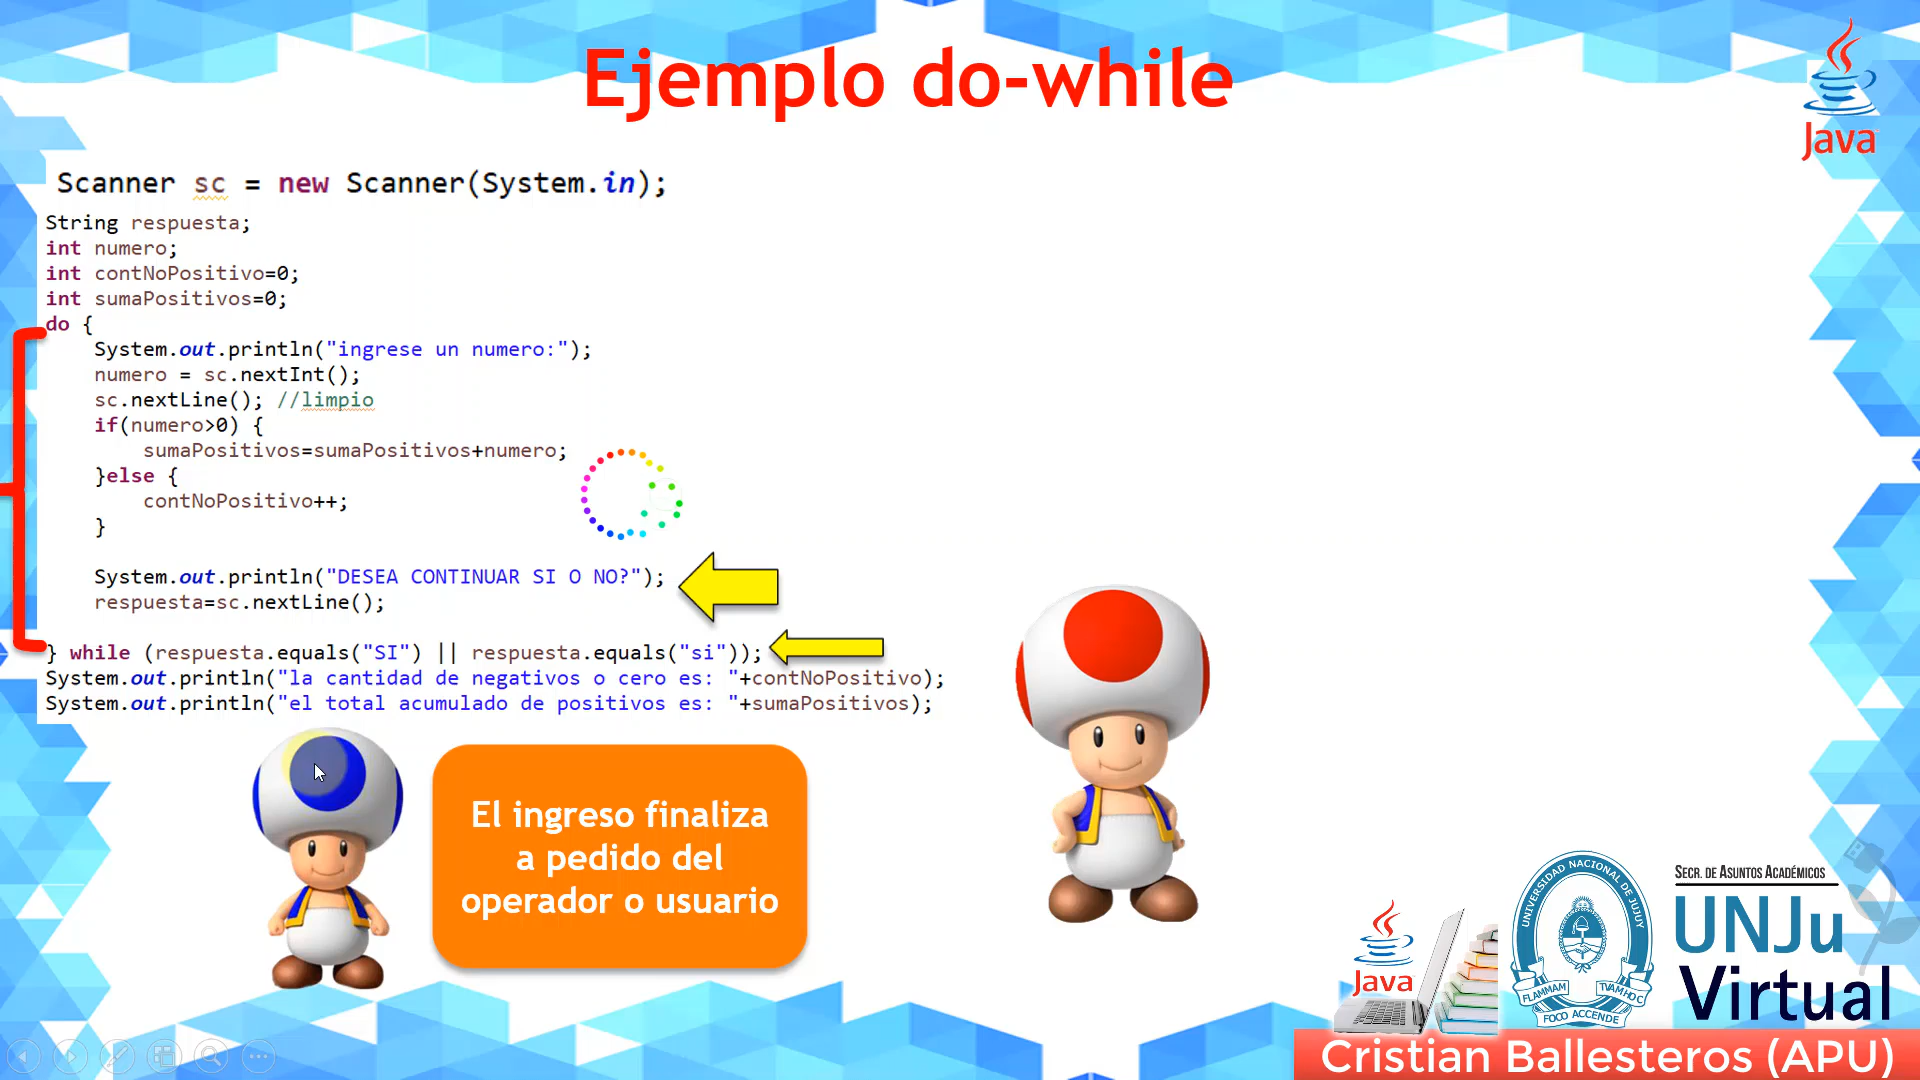 Ejemplo do-while
Java
Scanner sc = new Scanner(System.in);
String respuesta;
int numero;
int contNoPositivo=0;
int sumaPositivos=0;
do {
System.out.println("ingrese un numero:");
numero = sc.nextInt();
sc.nextLine(); //limpio
if(numero>0) {
sumaPositivos=sumaPositivos+numero;
}else {
contNoPositivo++;
}
System.out.println("DESEA CONTINUAR SI O NO?");
respuesta=sc.nextLine();
} while (respuesta.equals("SI") || respuesta.equals("si"));
System.out.println("la cantidad de negativos o cero es: "+contNoPositivo);
System.out.println("el total acumulado de positivos es: "+sumaPositivos);
El ingreso finaliza
a pedido del
operador o usuario
Java
UNIVERSIDAD NACIONAL DE JUJUY
FLAMMAM TVAM HOC
FOCO ACCENDE
SECR. DE ASUNTOS ACADÉMICOS
UNJu
Virtual
Cristian Ballesteros (APU)